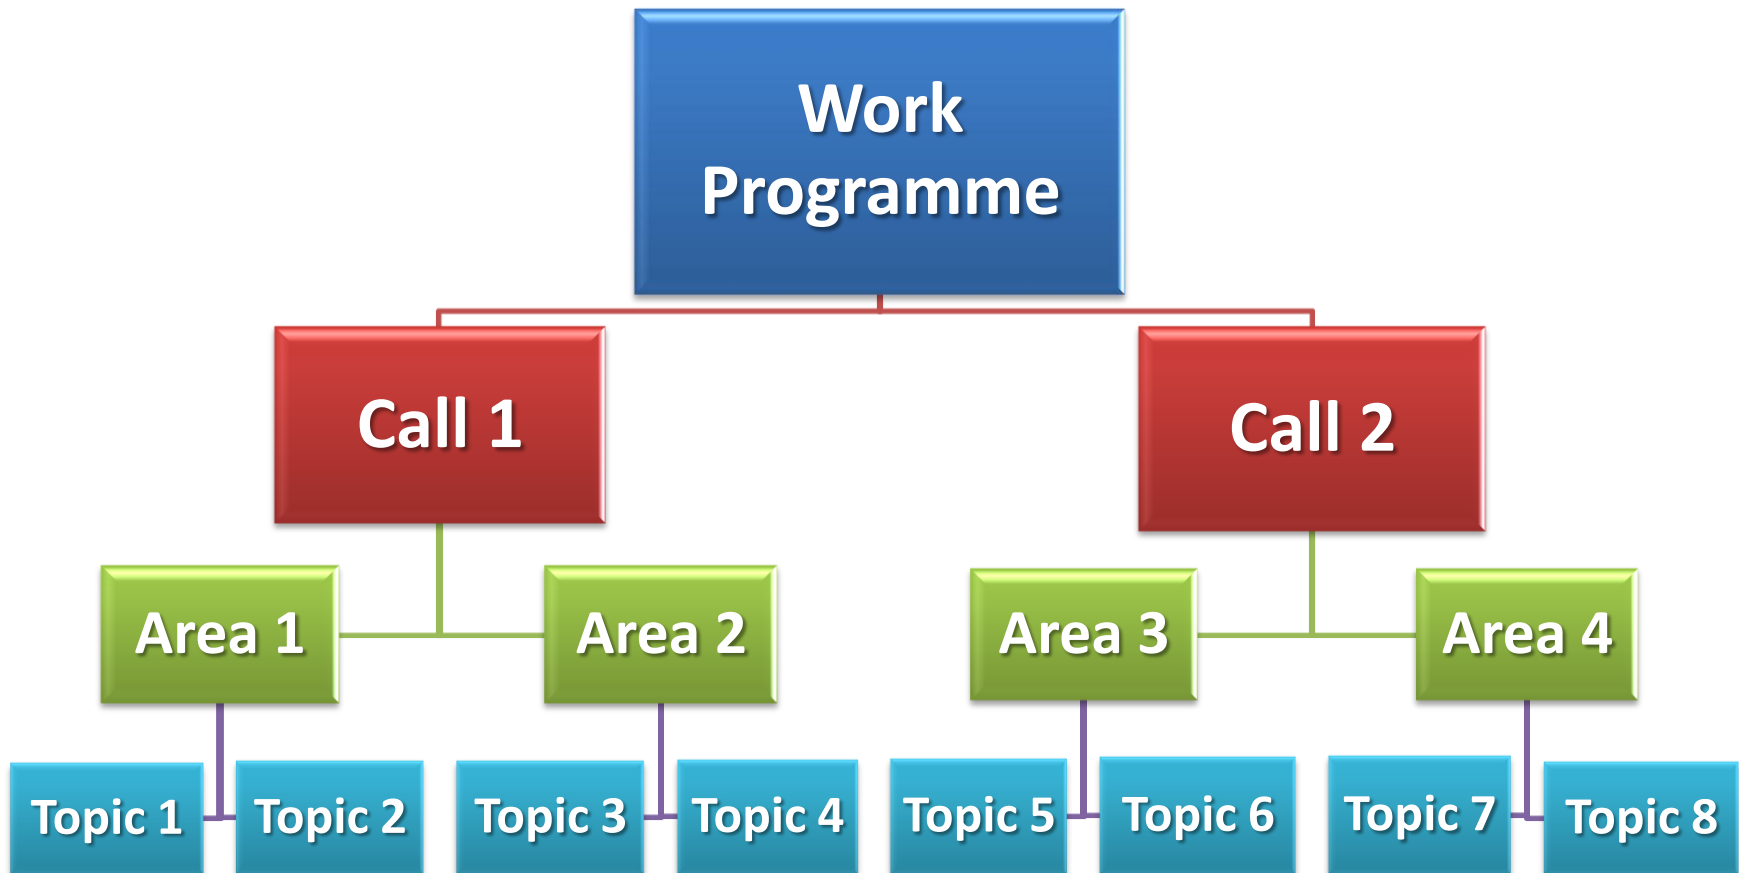 Work
Programme
Call 1
Call 2
Area 1
Area 2
Area 3
Area 4
Topic 1
Topic 2
Topic 3
Topic 4
Topic 5
Topic 6
Topic 7
Topic 8